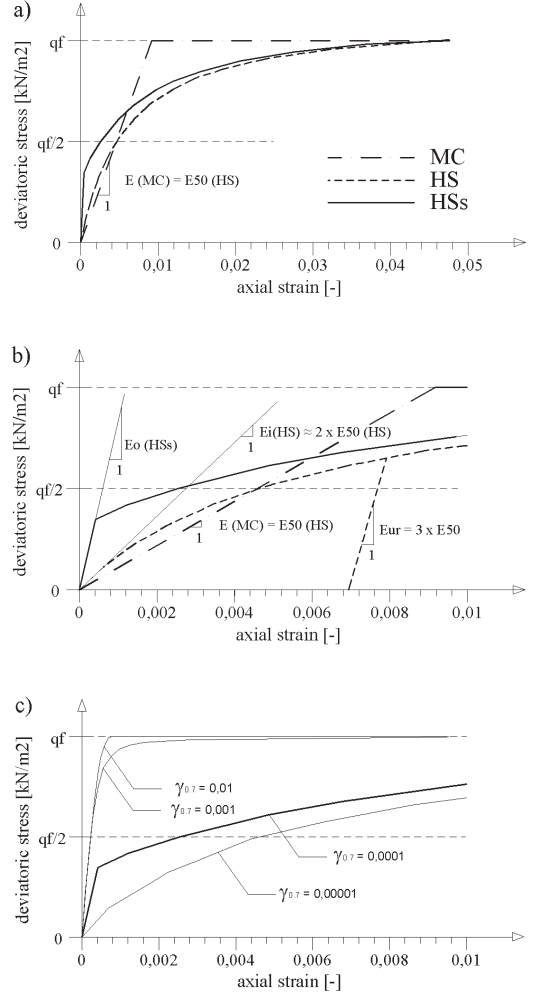 a)
deviatoric stress [kN/m2]
qf
qf/2
0
E (MC) = E50 (HS)
1
MC
HS
HSs
0 0,01 0,02 0,03 0,04 0,05
axial strain [-]
b)
deviatoric stress [kN/m2]
qf
qf/2
0
Eo (HSs)
1
Ei(HS) ≈ 2 x E50 (HS)
1
E (MC) = E50 (HS)
1
Eur = 3 x E50
1
0 0,002 0,004 0,006 0,008 0,01
axial strain [-]
c)
deviatoric stress [kN/m2]
qf
qf/2
0
γ0.7 = 0,01
γ0.7 = 0,001
γ0.7 = 0,0001
γ0.7 = 0,00001
0 0,002 0,004 0,006 0,008 0,01
axial strain [-]